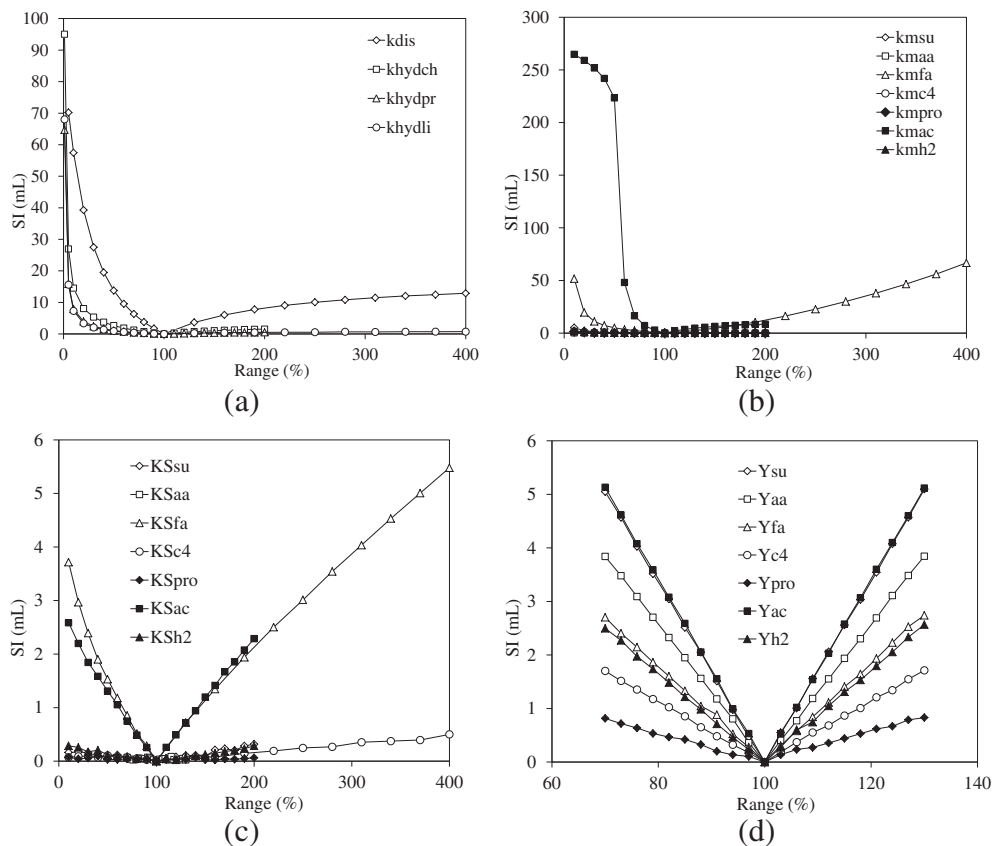 100
90
80
70
60
50
40
30
20
10
0
SI (mL)
kdis
khydch
khydpr
khydli
0
100
200
300
400
Range (%)
(a)
300
250
200
150
100
50
0
SI (mL)
kmsu
kmaa
kmfa
kmc4
kmpro
kmac
kmh2
0
100
200
300
400
Range (%)
(b)
6
5
4
3
2
1
0
SI (mL)
KSsu
KSaa
KSfa
KSc4
KSpro
KSac
KSh2
0
100
200
300
400
Range (%)
(c)
6
5
4
3
2
1
0
SI (mL)
Ysu
Yaa
Yfa
Yc4
Ypro
Yac
Yh2
60
80
100
120
140
Range (%)
(d)